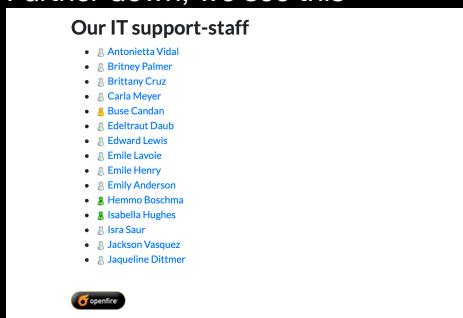 Our IT support-staff
Antonietta Vidal
Britney Palmer
Brittany Cruz
Carla Meyer
Buse Candan
Edeltraut Daub
Edward Lewis
Emile Lavoie
Emile Henry
Emily Anderson
Hemmo Boschma
Isabella Hughes
Isra Saur
Jackson Vasquez
Jaqueline Dittmer
openfire